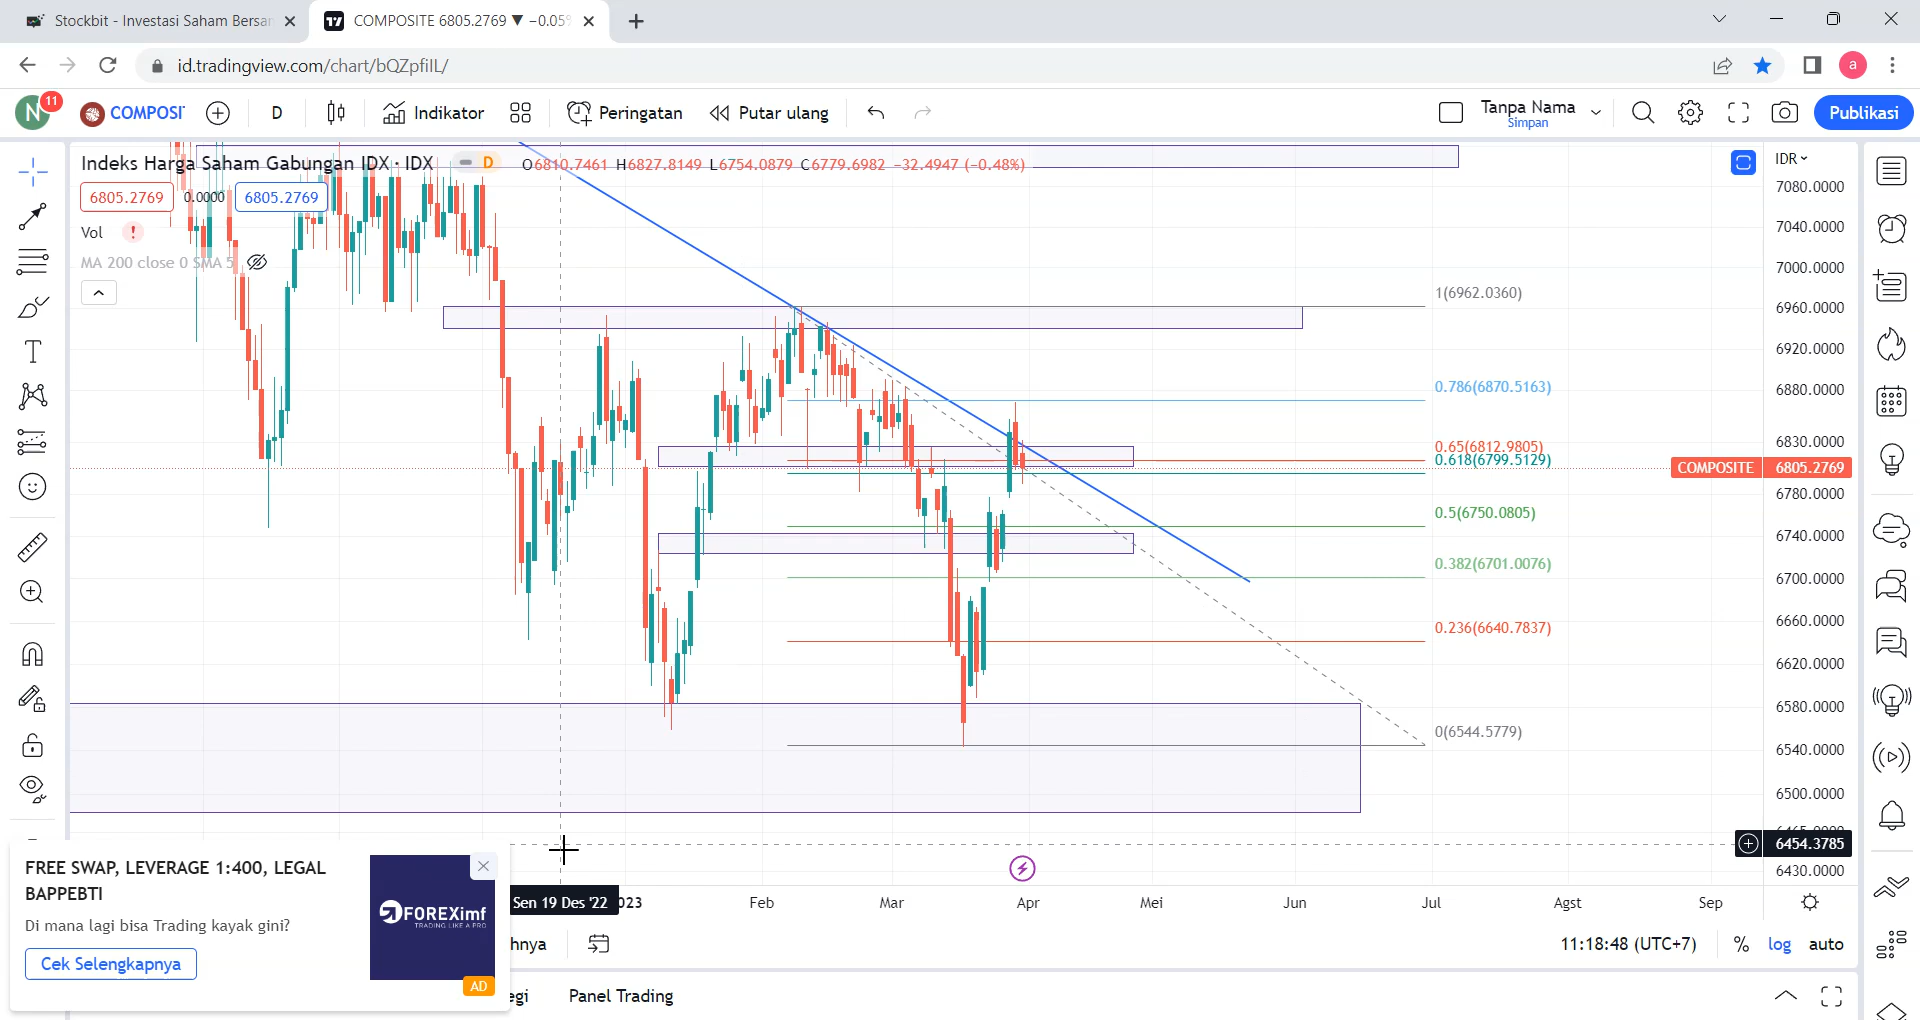 Stockbit - Investasi Saham Bersar
COMPOSITE 6805.2769 ▼ −0.05%
id.tradingview.com/chart/bQZpfilL/
a
N
11
COMPOSI
D
Indikator
Peringatan
Putar ulang
Tanpa Nama
Simpan
Publikasi
Indeks Harga Saham Gabungan IDX · IDX
D
O6810.7461 H6827.8149 L6754.0879 C6779.6982 −32.4947 (−0.48%)
6805.2769
0.0000
6805.2769
Vol
MA 200 close 0 SMA 5
IDR
7080.0000
7040.0000
7000.0000
6960.0000
6920.0000
6880.0000
6830.0000
COMPOSITE 6805.2769
6780.0000
6740.0000
6700.0000
6660.0000
6620.0000
6580.0000
6540.0000
6500.0000
6454.3785
6430.0000
1(6962.0360)
0.786(6870.5163)
0.65(6812.9805)
0.618(6799.5129)
0.5(6750.0805)
0.382(6701.0076)
0.236(6640.7837)
0(6544.5779)
Sen 19 Des '22
023
Feb
Mar
Apr
Mei
Jun
Jul
Agst
Sep
hnya
11:18:48 (UTC+7)
%
log
auto
egi
Panel Trading
FREE SWAP, LEVERAGE 1:400, LEGAL
BAPPEBTI
Di mana lagi bisa Trading kayak gini?
Cek Selengkapnya
FOREXimf
TRADING LIKE A PRO
AD